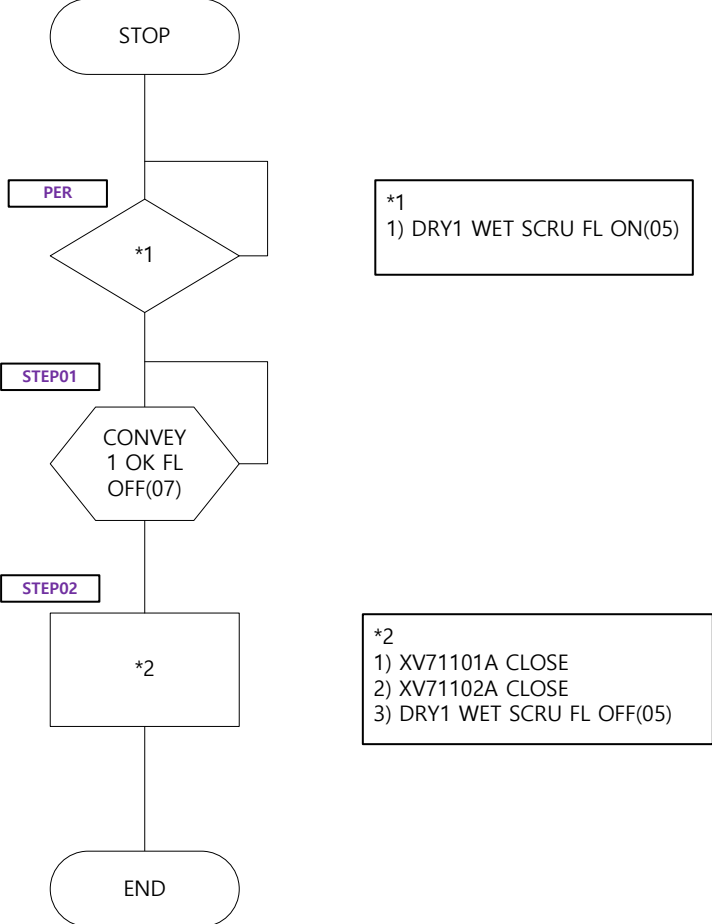 STOP
PER
*1
*1
1) DRY1 WET SCRU FL ON(05)
STEP01
CONVEY
1 OK FL
OFF(07)
STEP02
*2
*2
1) XV71101A CLOSE
2) XV71102A CLOSE
3) DRY1 WET SCRU FL OFF(05)
END